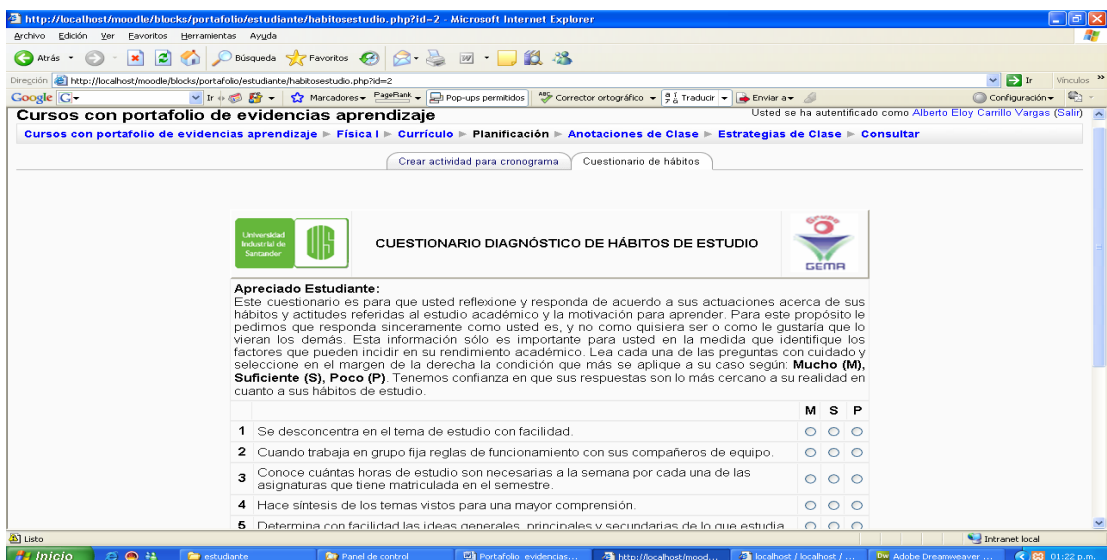 http://localhost/moodle/blocks/portafolio/estudiante/habitosestudio.php?id=2 - Microsoft Internet Explorer
Archivo Edición Ver Favoritos Herramientas Ayuda
Atrás Búsqueda Favoritos
Dirección http://localhost/moodle/blocks/portafolio/estudiante/habitosestudio.php?id=2 Ir Vínculos »
Google G Ir Marcadores PageRank Pop-ups permitidos Corrector ortográfico Traducir Enviar a Configuración
Cursos con portafolio de evidencias aprendizaje Usted se ha autentificado como Alberto Eloy Carrillo Vargas (Salir)
Cursos con portafolio de evidencias aprendizaje ► Física I ► Currículo ► Planificación ► Anotaciones de Clase ► Estrategias de Clase ► Consultar
Crear actividad para cronograma Cuestionario de hábitos
Universidad
Industrial de
Santander
UIS
CUESTIONARIO DIAGNÓSTICO DE HÁBITOS DE ESTUDIO
Grupo
GEMA
Apreciado Estudiante:
Este cuestionario es para que usted reflexione y responda de acuerdo a sus actuaciones acerca de sus
hábitos y actitudes referidas al estudio académico y la motivación para aprender. Para este propósito le
pedimos que responda sinceramente como usted es, y no como quisiera ser o como le gustaría que lo
vieran los demás. Esta información sólo es importante para usted en la medida que identifique los
factores que pueden incidir en su rendimiento académico. Lea cada una de las preguntas con cuidado y
seleccione en el margen de la derecha la condición que más se aplique a su caso según: Mucho (M),
Suficiente (S), Poco (P). Tenemos confianza en que sus respuestas son lo más cercano a su realidad en
cuanto a sus hábitos de estudio.
M S P
1 Se desconcentra en el tema de estudio con facilidad.
2 Cuando trabaja en grupo fija reglas de funcionamiento con sus compañeros de equipo.
3 Conoce cuántas horas de estudio son necesarias a la semana por cada una de las
asignaturas que tiene matriculada en el semestre.
4 Hace síntesis de los temas vistos para una mayor comprensión.
5 Determina con facilidad las ideas generales, principales y secundarias de lo que estudia
Listo Intranet local
Inicio estudiante Panel de control Portafolio_evidencias... http://localhost/mood... localhost / localhost / ... Adobe Dreamweaver ... 01:22 p.m.